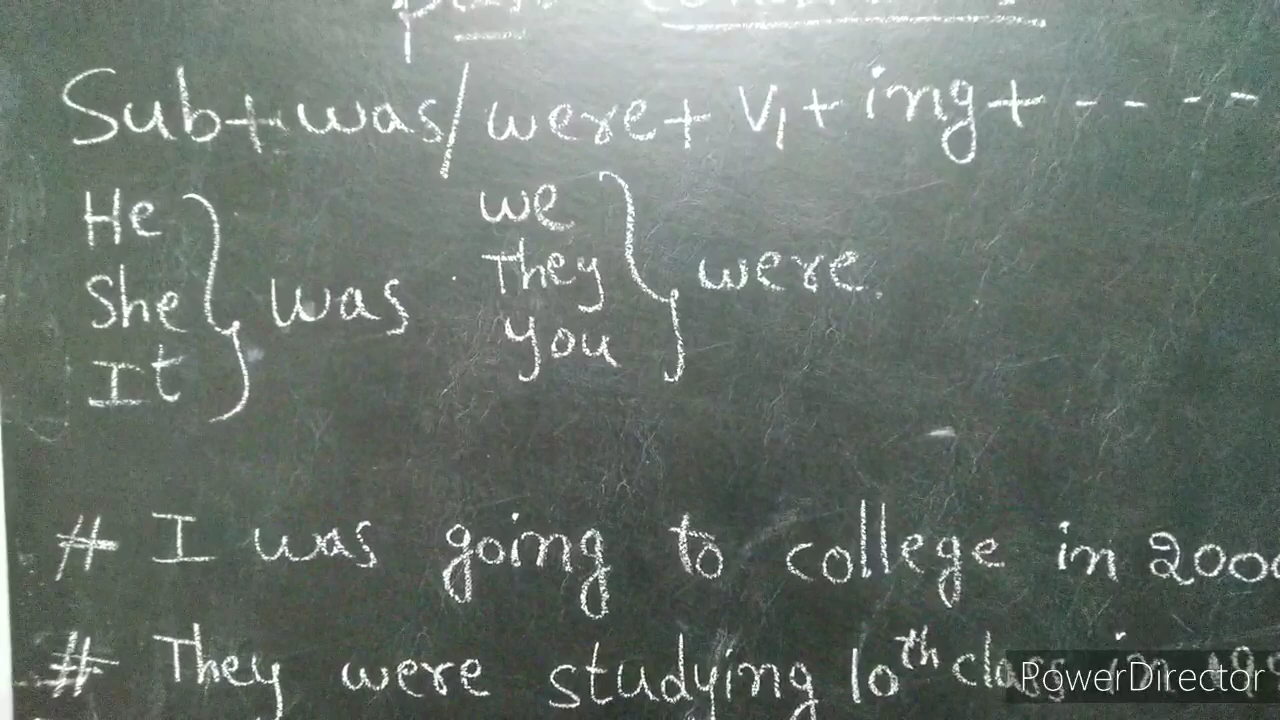 Sub+was/were+V1+ing+----
He
She
It
was
we
They
you
were
# I was going to college in
# They were studying 10th class in
PowerDirector